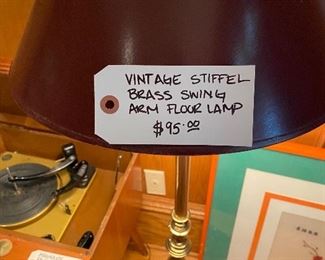 VINTAGE STIFFEL
BRASS SWING
ARM FLOOR LAMP
$95.00